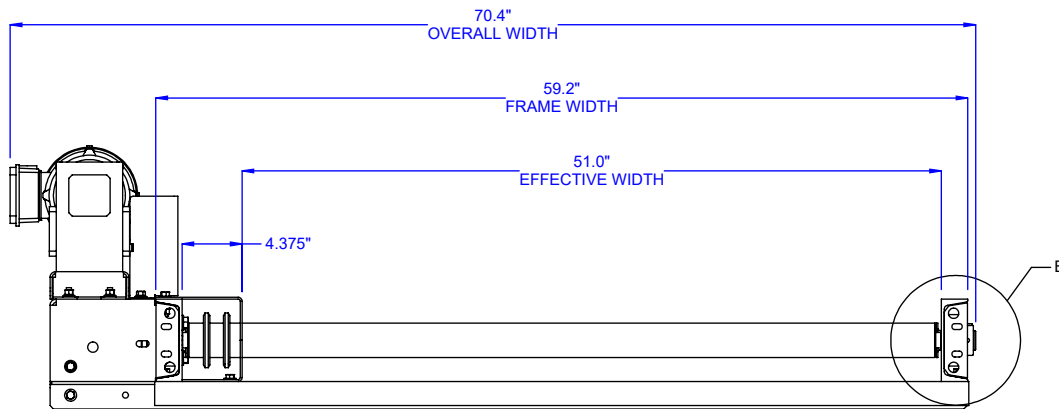 70.4"
OVERALL WIDTH
59.2"
FRAME WIDTH
51.0"
EFFECTIVE WIDTH
4.375"